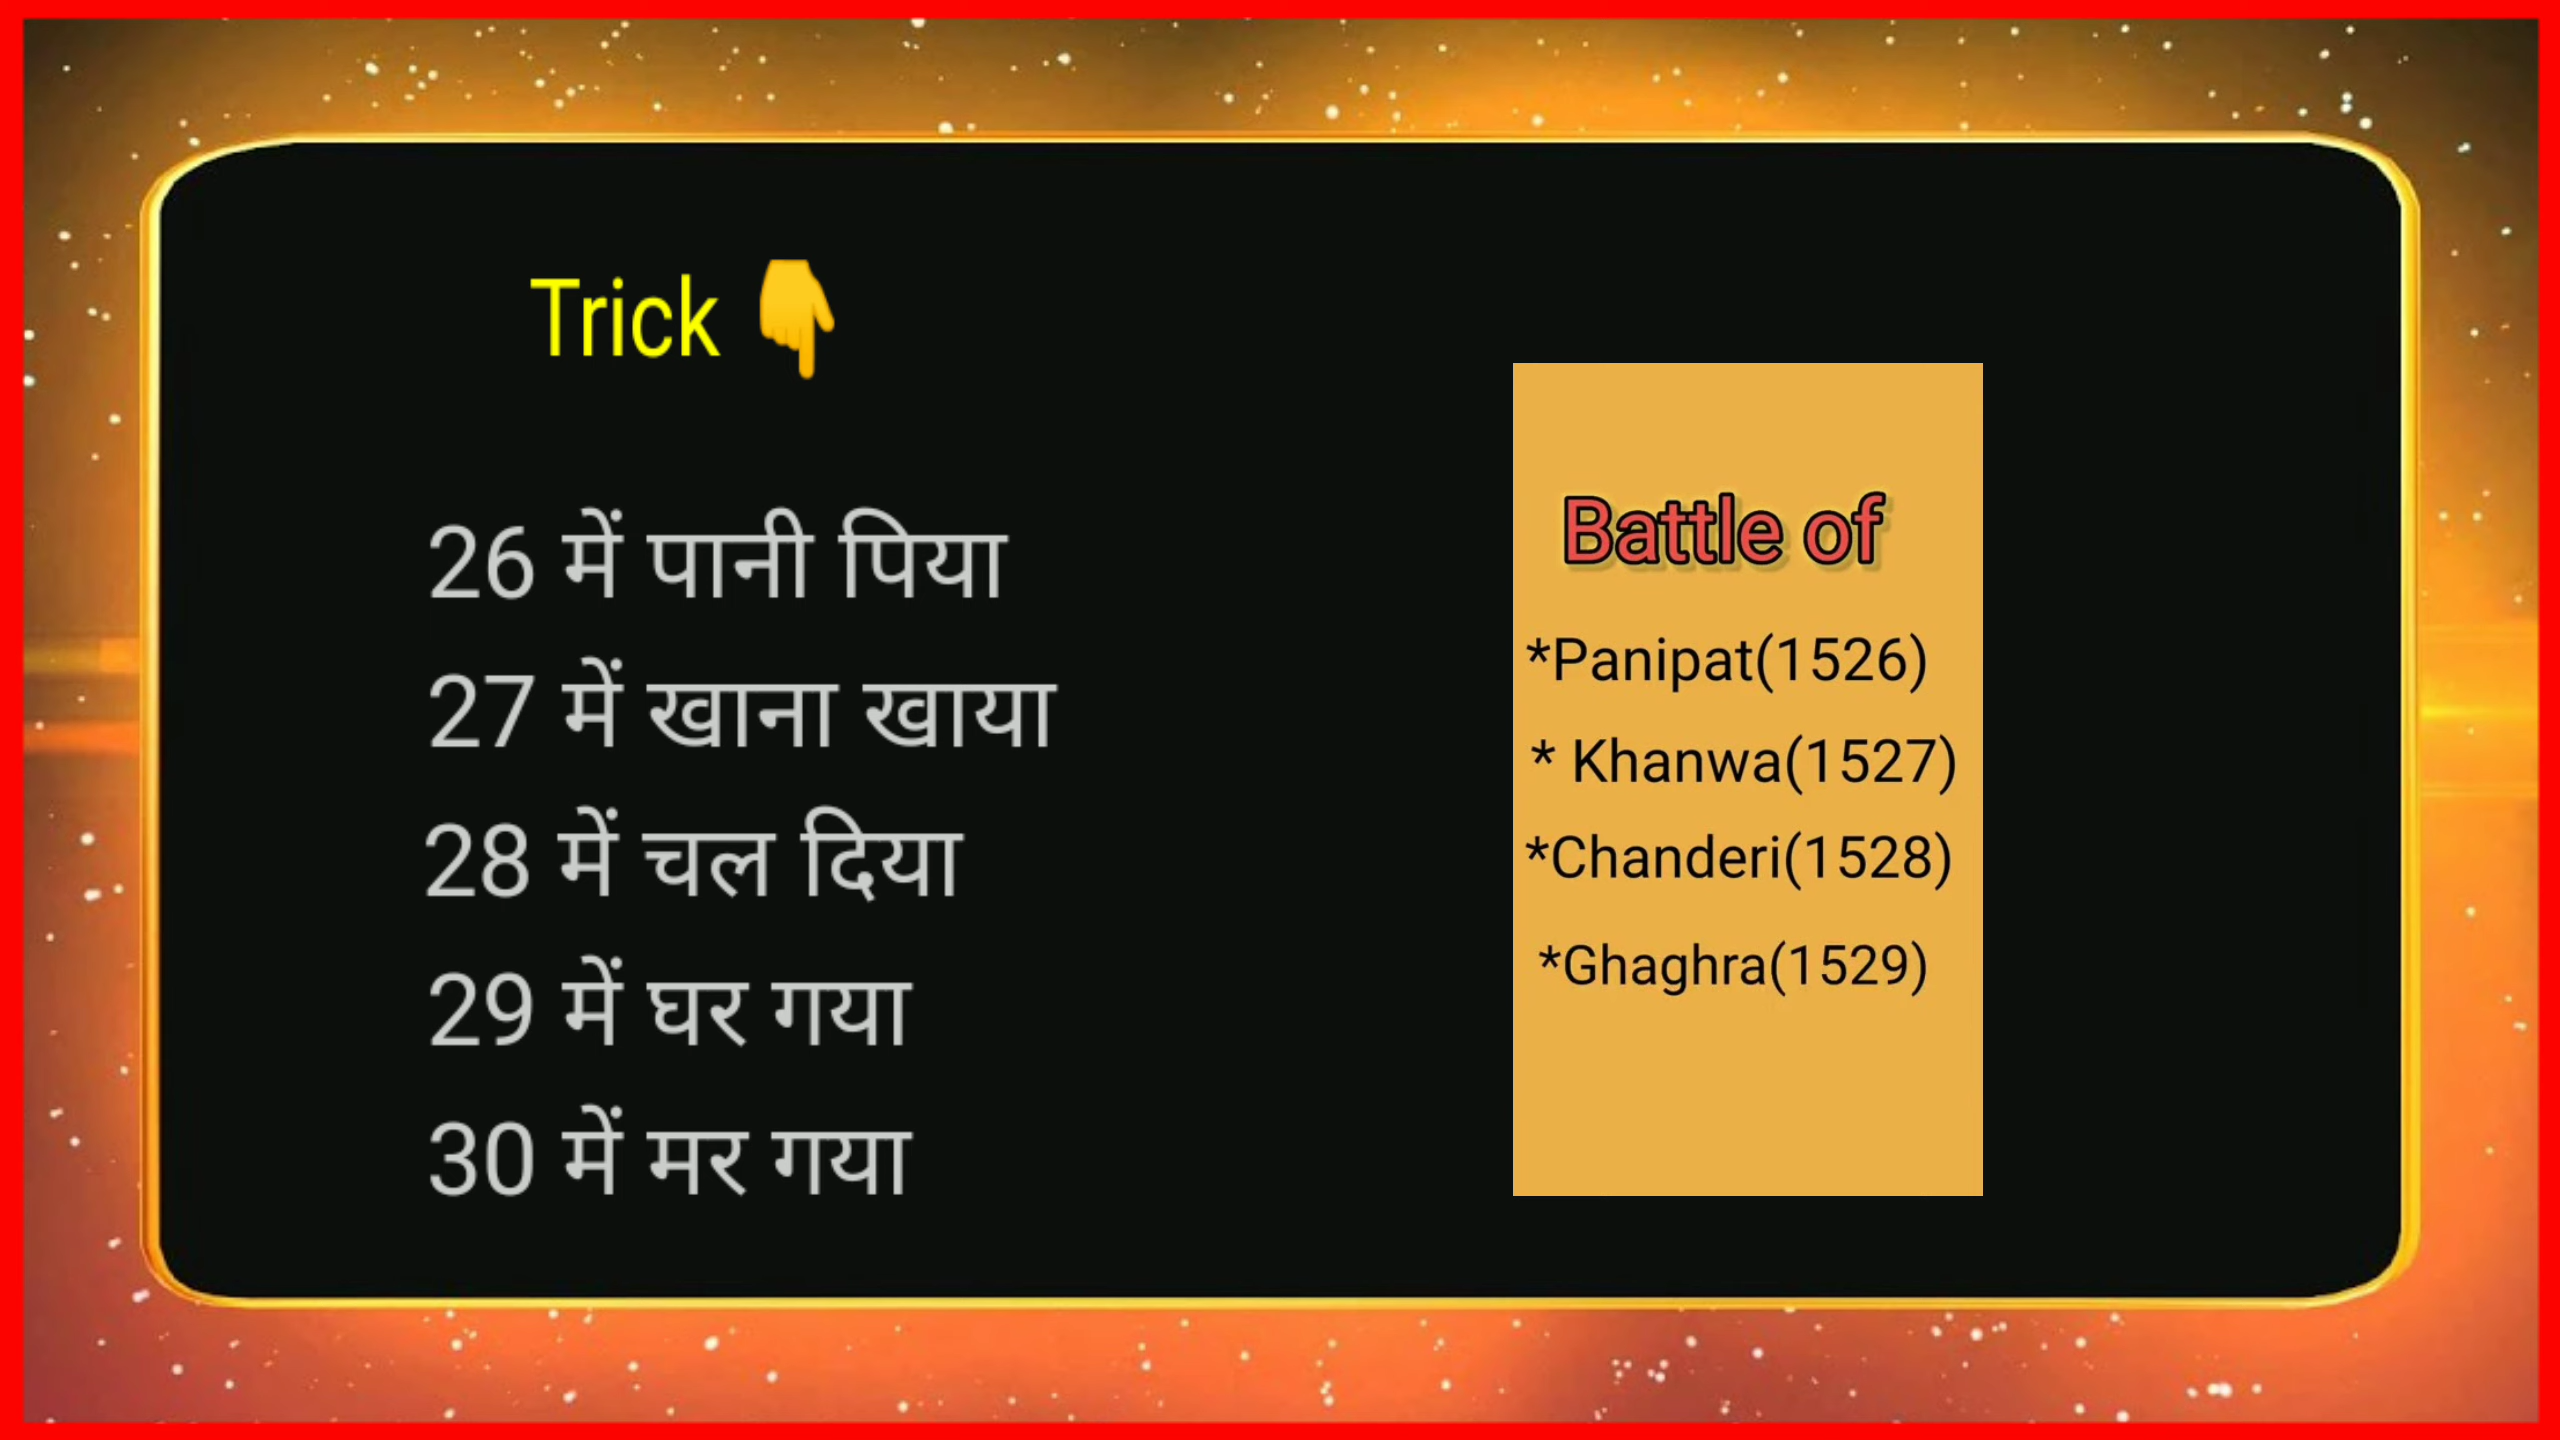 Trick 👇
26 में पानी पिया
27 में खाना खाया
28 में चल दिया
29 में घर गया
30 में मर गया
Battle of
*Panipat(1526)
* Khanwa(1527)
*Chanderi(1528)
*Ghaghra(1529)